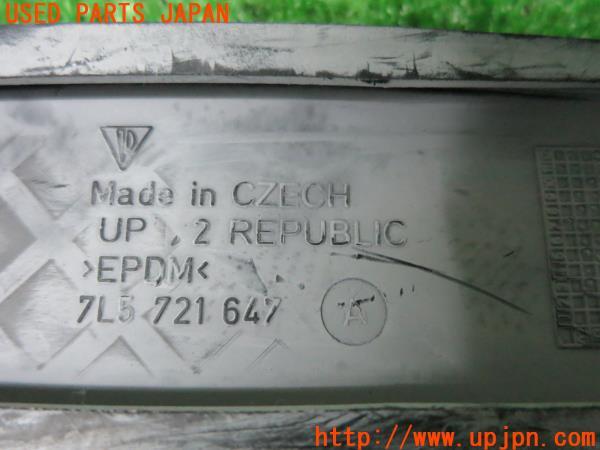 USED PARTS JAPAN
Made in CZECH
UP 2 REPUBLIC
>EPDM<
7L5 721 647 A
http://www.upjpn.com